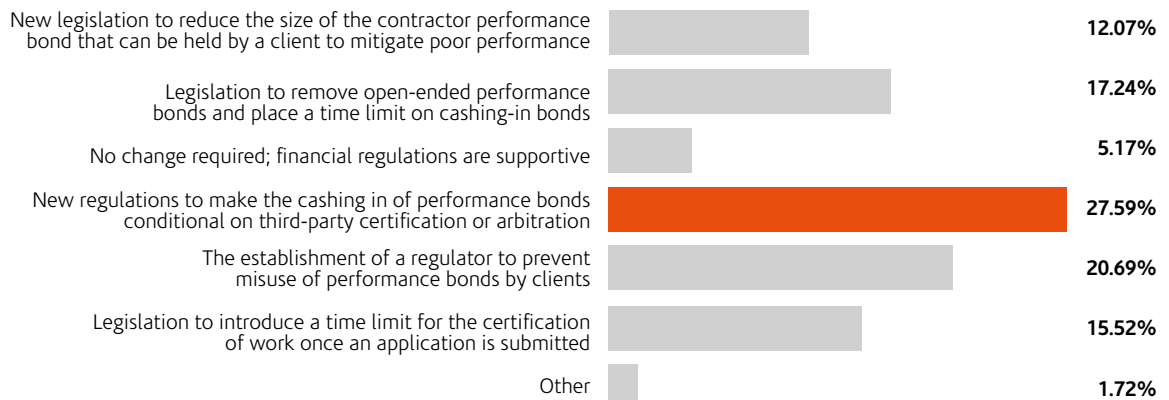 New legislation to reduce the size of the contractor performance
bond that can be held by a client to mitigate poor performance
12.07%
Legislation to remove open-ended performance
bonds and place a time limit on cashing-in bonds
17.24%
No change required; financial regulations are supportive
5.17%
New regulations to make the cashing in of performance bonds
conditional on third-party certification or arbitration
27.59%
The establishment of a regulator to prevent
misuse of performance bonds by clients
20.69%
Legislation to introduce a time limit for the certification
of work once an application is submitted
15.52%
Other
1.72%